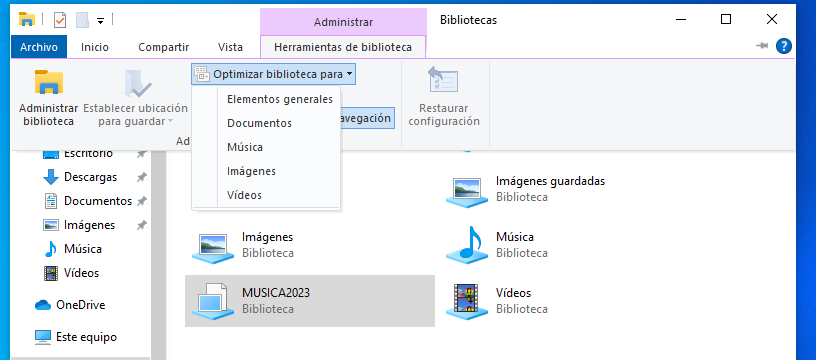 Administrar
Bibliotecas
Archivo
Inicio
Compartir
Vista
Herramientas de biblioteca
?
Administrar
biblioteca
Establecer ubicación
para guardar
Optimizar biblioteca para
Restaurar
configuración
Elementos generales
Documentos
Música
Imágenes
Vídeos
Ad
avegación
Escritorio
Descargas
Documentos
Imágenes
Música
Vídeos
OneDrive
Este equipo
Imágenes guardadas
Biblioteca
Imágenes
Biblioteca
Música
Biblioteca
MUSICA2023
Biblioteca
Vídeos
Biblioteca